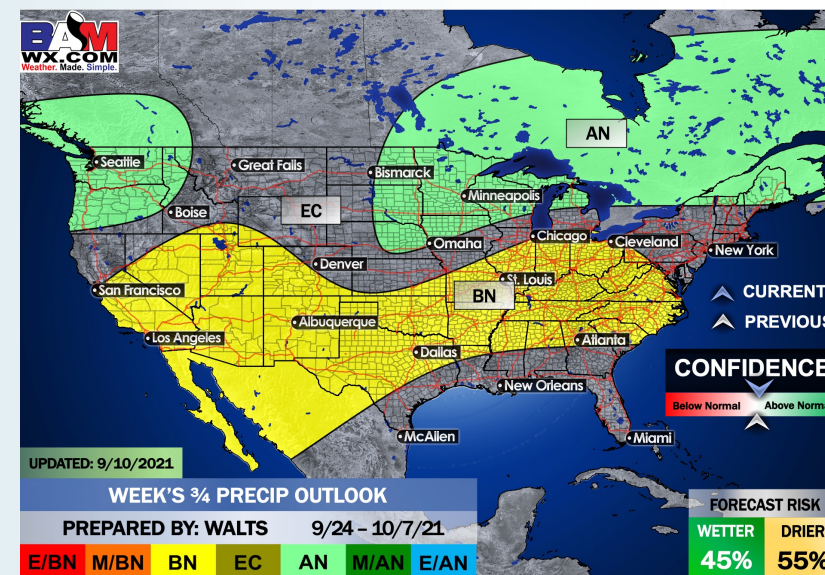 BAM
WX.COM
Weather. Made. Simple.
AN
Seattle
Great Falls
Bismarck
Minneapolis
Boise
EC
Omaha
Chicago
Cleveland
New York
Denver
St. Louis
San Francisco
BN
CURRENT
PREVIOUS
Albuquerque
Los Angeles
Atlanta
Dallas
CONFIDENCE
New Orleans
Below Normal Above Norma
McAllen
Miami
UPDATED: 9/10/2021
WEEK'S ¾ PRECIP OUTLOOK
PREPARED BY: WALTS 9/24 – 10/7/21
E/BN M/BN BN EC AN M/AN E/AN
FORECAST RISK
WETTER DRIER
45% 55%